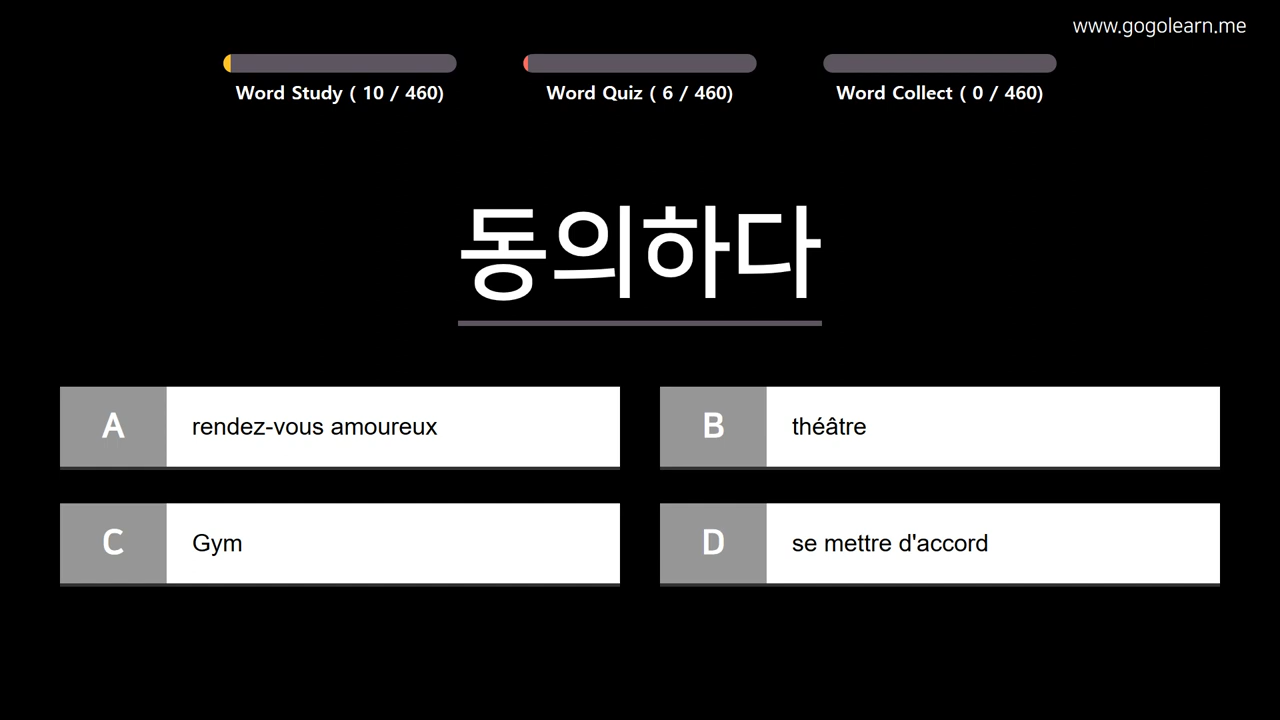 www.gogolearn.me
Word Study ( 10 / 460)
Word Quiz ( 6 / 460)
Word Collect ( 0 / 460)
동의하다
A rendez-vous amoureux
B théâtre
C Gym
D se mettre d'accord